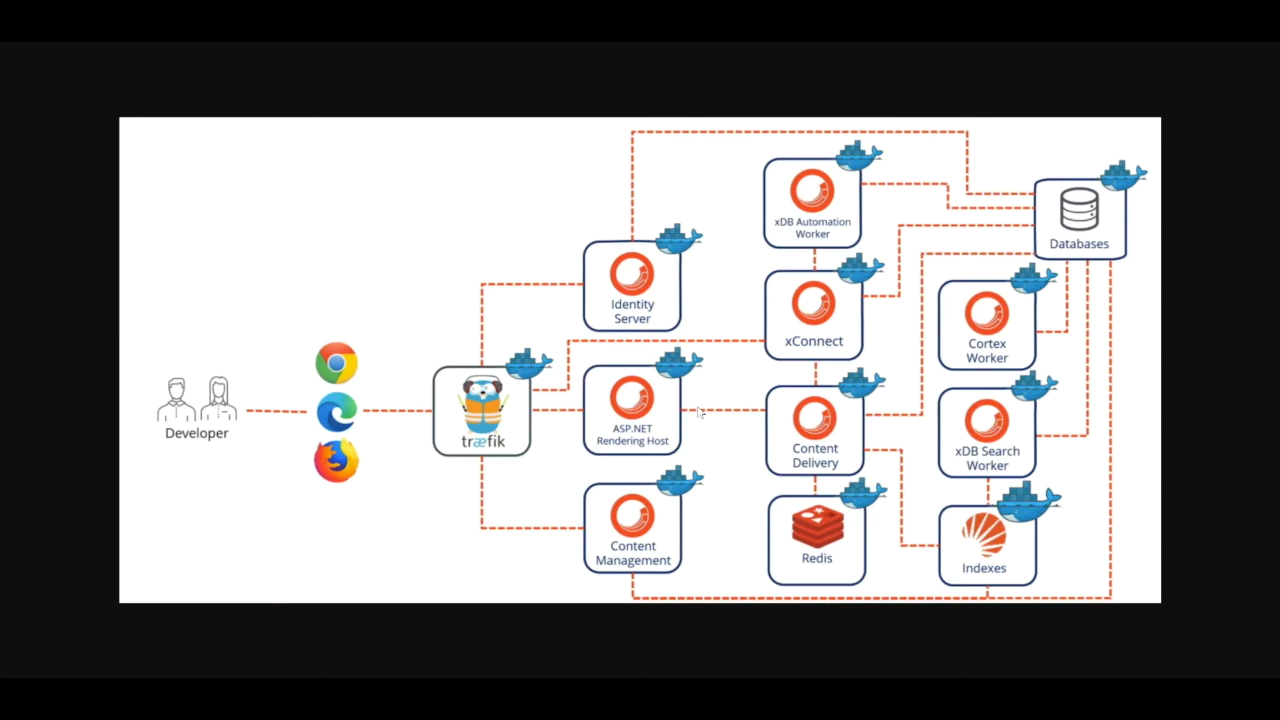 Developer
træfik
Identity
Server
ASP.NET
Rendering Host
Content
Management
xDB Automation
Worker
xConnect
Content
Delivery
Redis
Databases
Cortex
Worker
xDB Search
Worker
Indexes